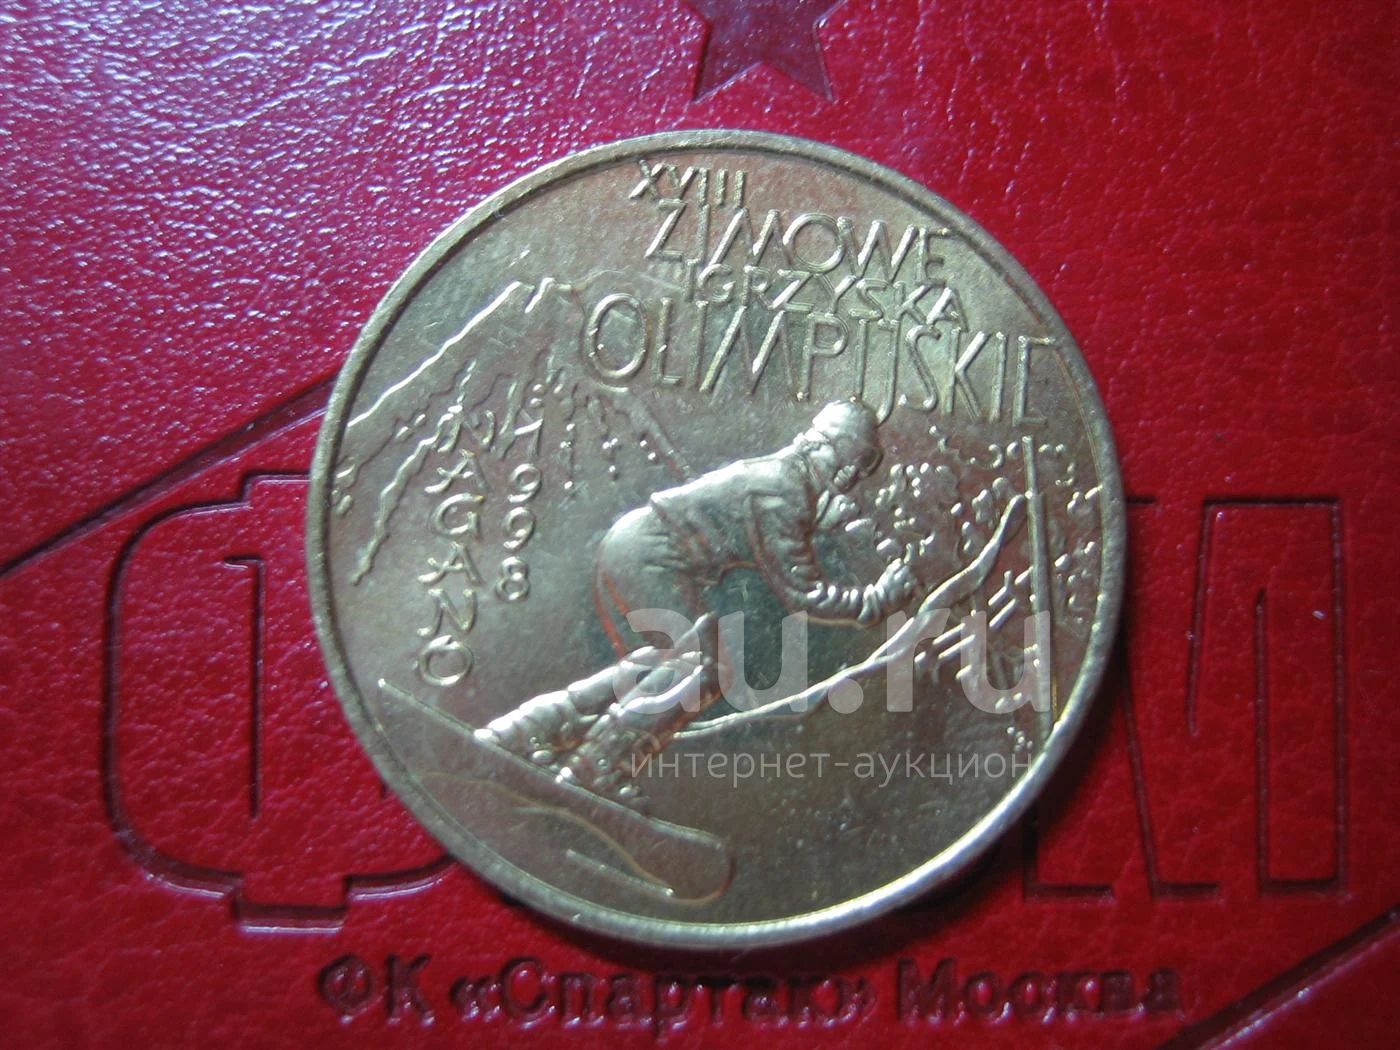 XVIII
ZIMOWE
IGRZYSKA
OLIMPIJSKIE
NAGANO
1998
au.ru
интернет-аукцион
ФК «Спартак» Москва